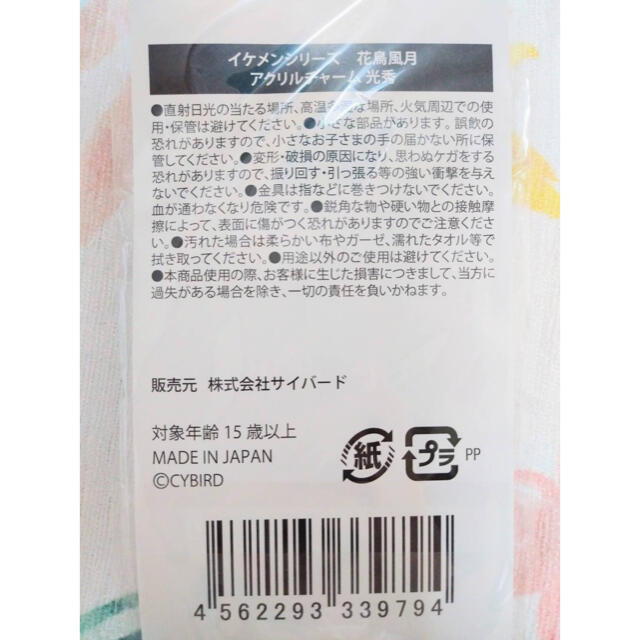 イケメンシリーズ 花鳥風月
アクリルチャーム 光秀
●直射日光の当たる場所、高温多湿な場所、火気周辺での使
用・保管は避けてください。●小さな部品があります。誤飲の
恐れがありますので、小さなお子さまの手の届かない所に保
管してください。●変形・破損の原因になり、思わぬケガをする
恐れがありますので、振り回す・引っ張る等の強い衝撃を与え
ないでください。●金具は指などに巻きつけないでください。
血が通わなくなり危険です。●鋭角な物や硬い物との接触摩
擦によって、表面に傷がつく恐れがありますのでご注意くださ
い。●汚れた場合は柔らかい布やガーゼ、濡れたタオル等で
拭き取ってください。●用途以外のご使用は避けてください。
●本商品使用の際、お客様に生じた損害につきまして、当方に
過失がある場合を除き、一切の責任を負いかねます。
販売元 株式会社サイバード
対象年齢 15 歳以上
MADE IN JAPAN
©CYBIRD
紙
プラ PP
4 562293 339794